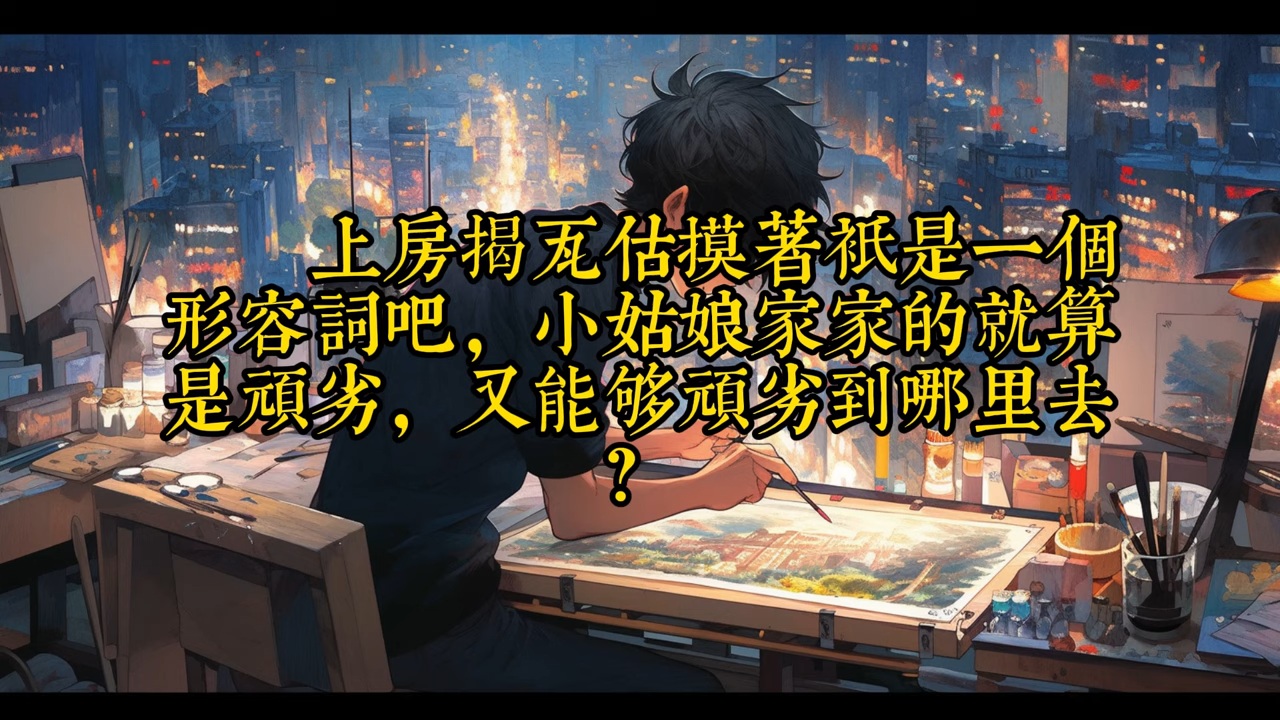 上房揭瓦估摸著衹是一個
形容詞吧，小姑娘家家的就算
是頑劣，又能够頑劣到哪里去
？